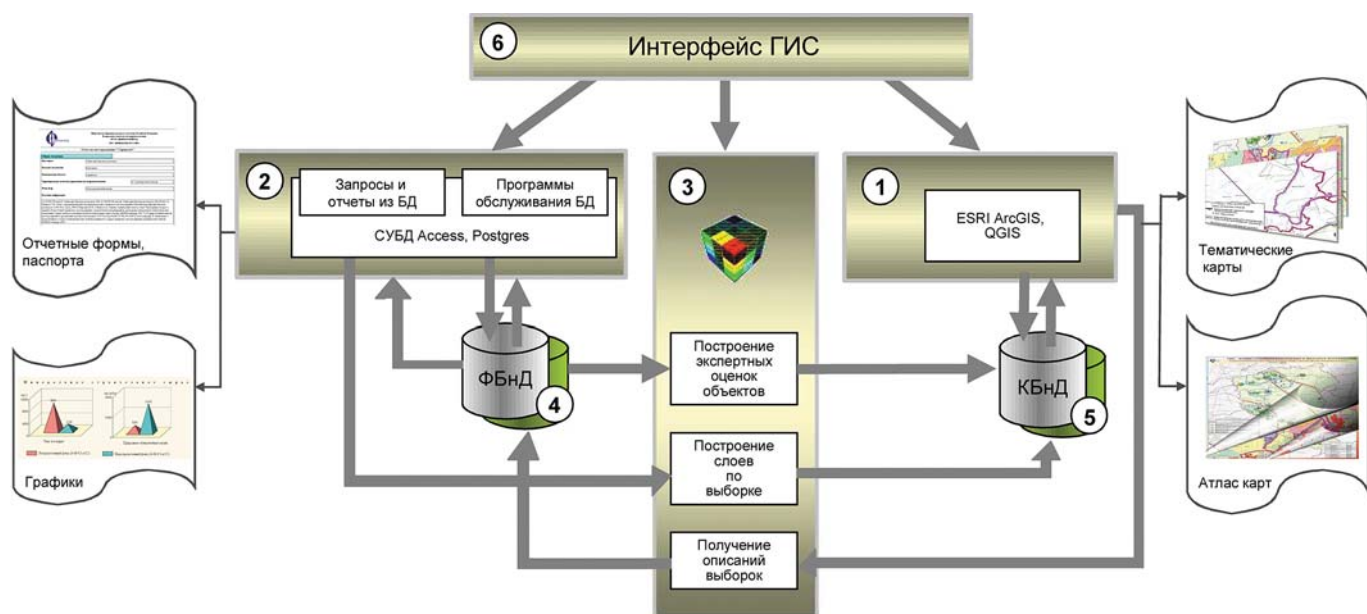 6
Интерфейс ГИС
2
Запросы и
отчеты из БД
Программы
обслуживания БД
СУБД Access, Postgres
3
1
ESRI ArcGIS,
QGIS
Отчетные формы,
паспорта
Тематические
карты
ФБнД
4
Построение
экспертных
оценок
объектов
КБнД
5
Построение
слоев
по
выборке
Графики
Атлас карт
Получение
описаний
выборок